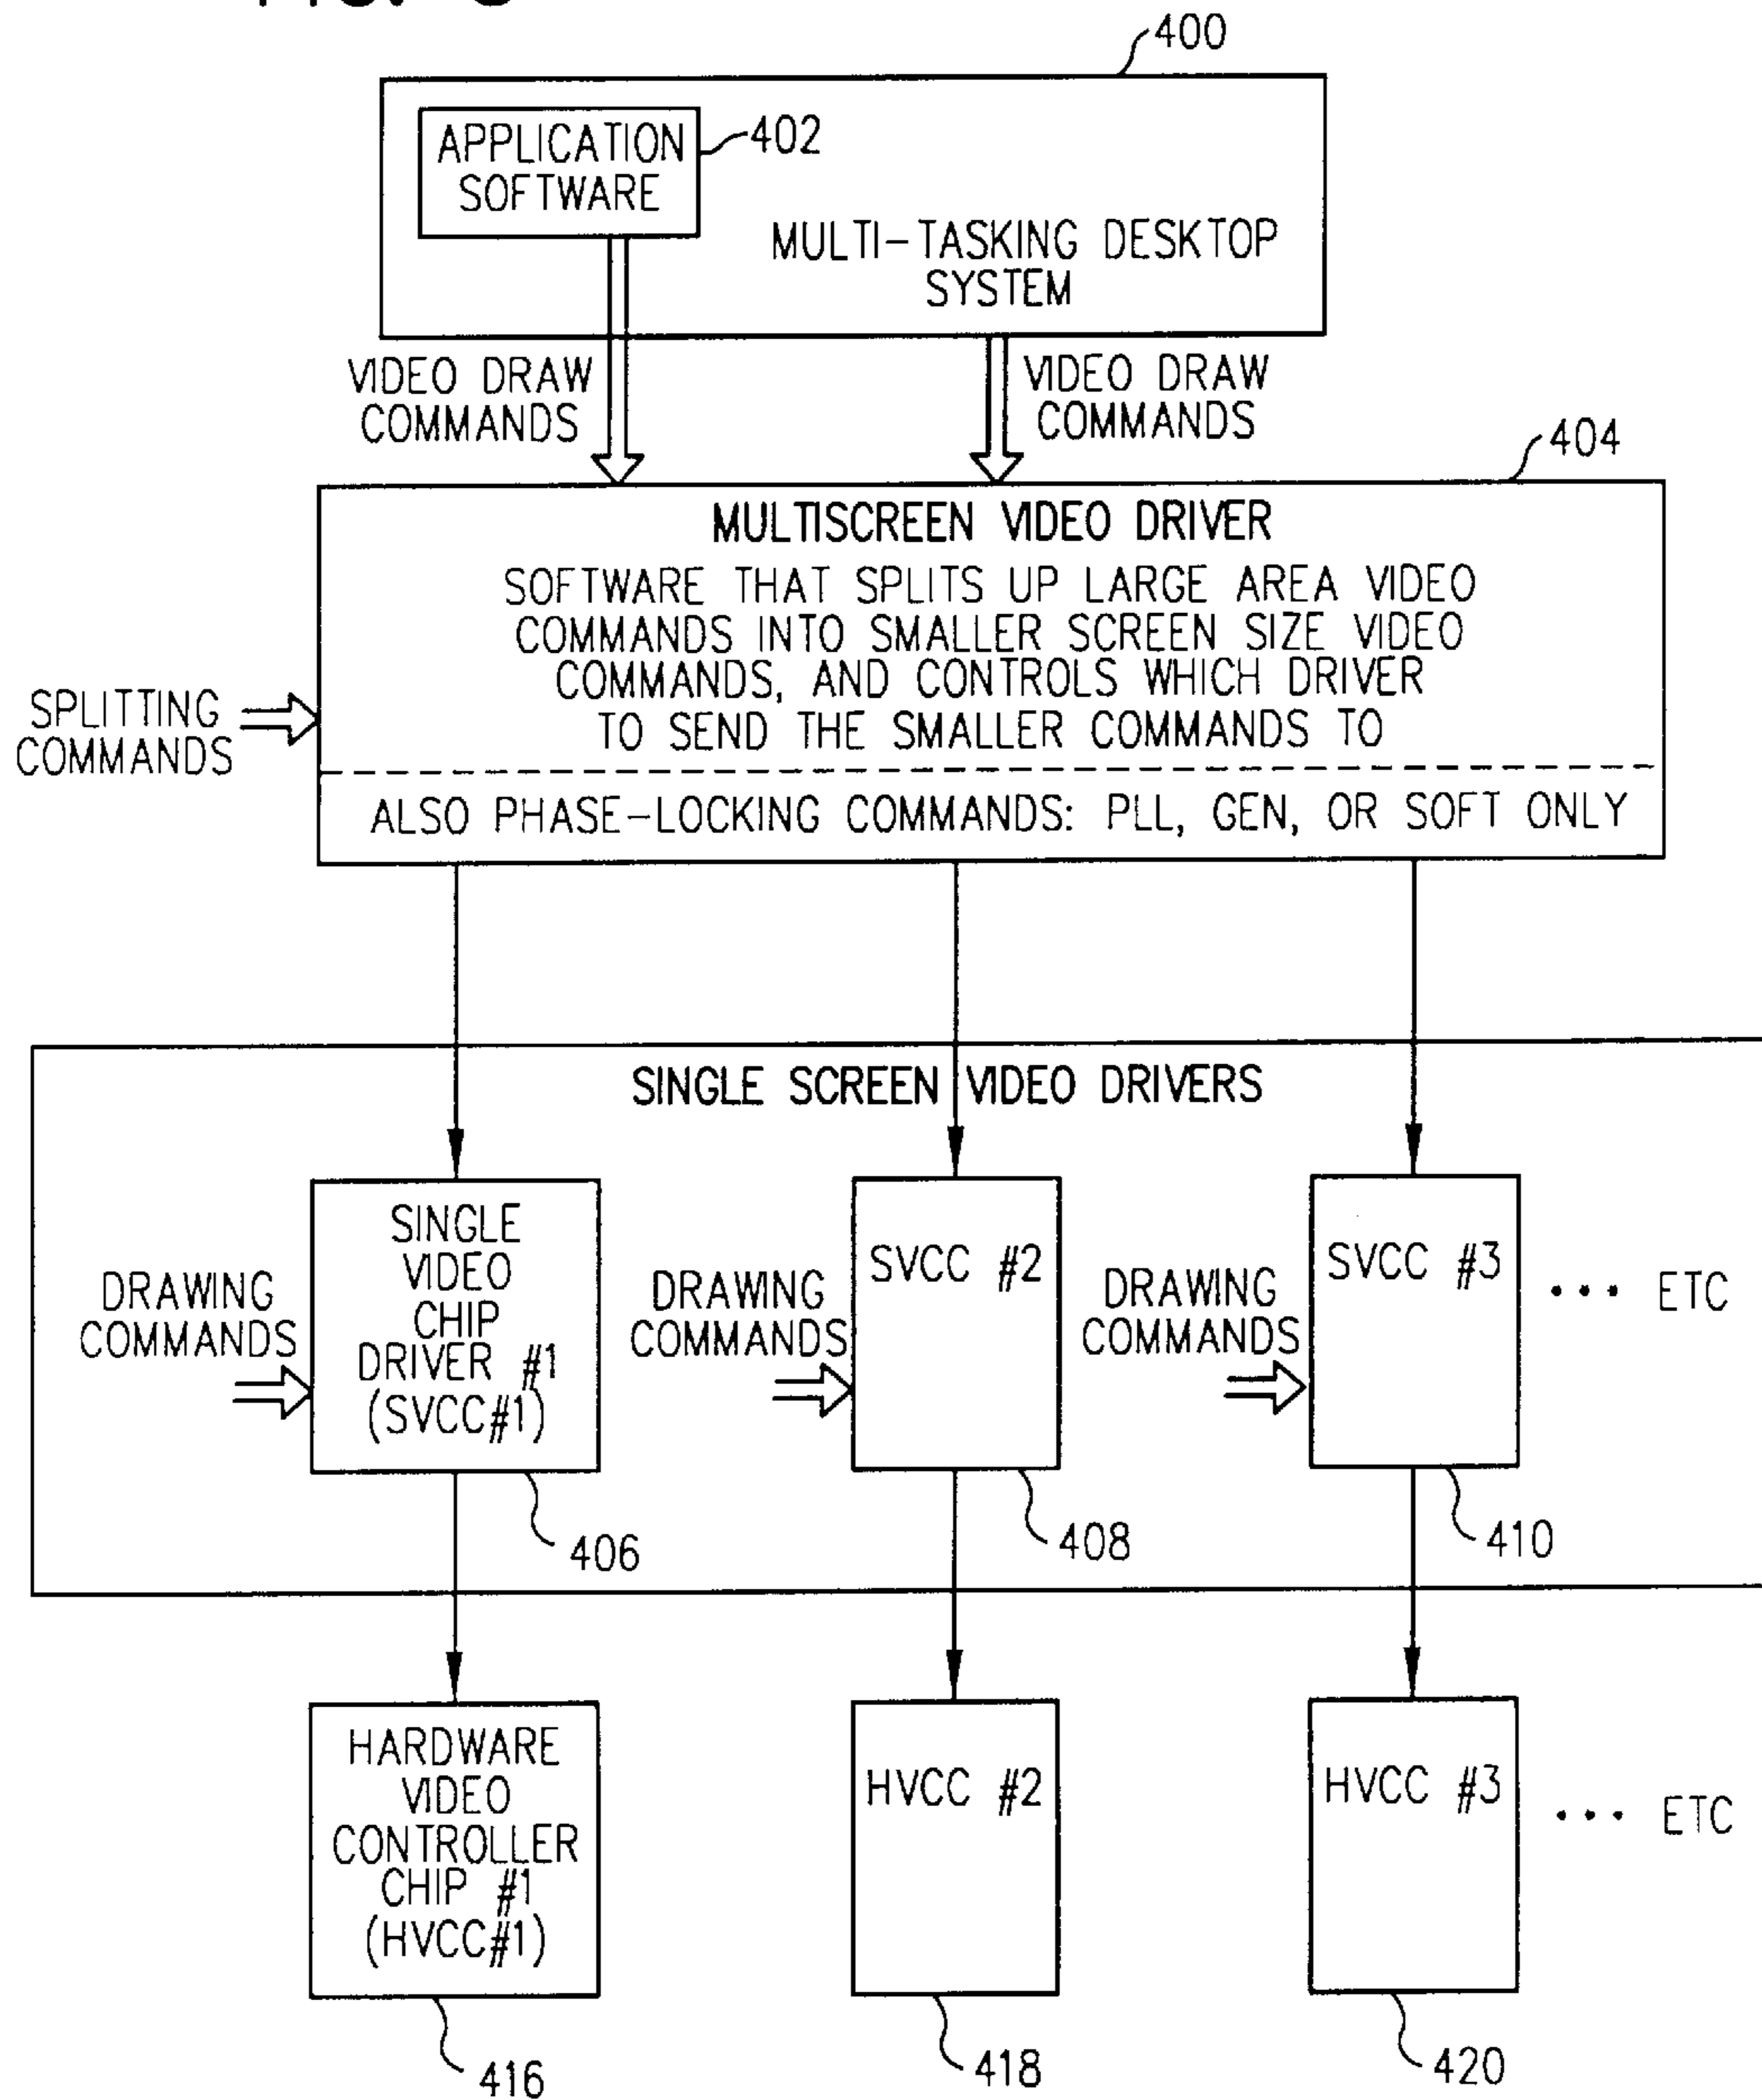 400
APPLICATION
SOFTWARE
402
MULTI-TASKING DESKTOP
SYSTEM
VIDEO DRAW
COMMANDS
VIDEO DRAW
COMMANDS
404
MULTISCREEN VIDEO DRIVER
SOFTWARE THAT SPLITS UP LARGE AREA VIDEO
COMMANDS INTO SMALLER SCREEN SIZE VIDEO
COMMANDS, AND CONTROLS WHICH DRIVER
TO SEND THE SMALLER COMMANDS TO
SPLITTING
COMMANDS
ALSO PHASE-LOCKING COMMANDS: PLL, GEN, OR SOFT ONLY
SINGLE SCREEN VIDEO DRIVERS
DRAWING
COMMANDS
SINGLE
VIDEO
CHIP
DRIVER #1
(SVCC#1)
406
DRAWING
COMMANDS
SVCC #2
408
DRAWING
COMMANDS
SVCC #3
410
... ETC
HARDWARE
VIDEO
CONTROLLER
CHIP #1
(HVCC#1)
416
HVCC #2
418
HVCC #3
420
... ETC